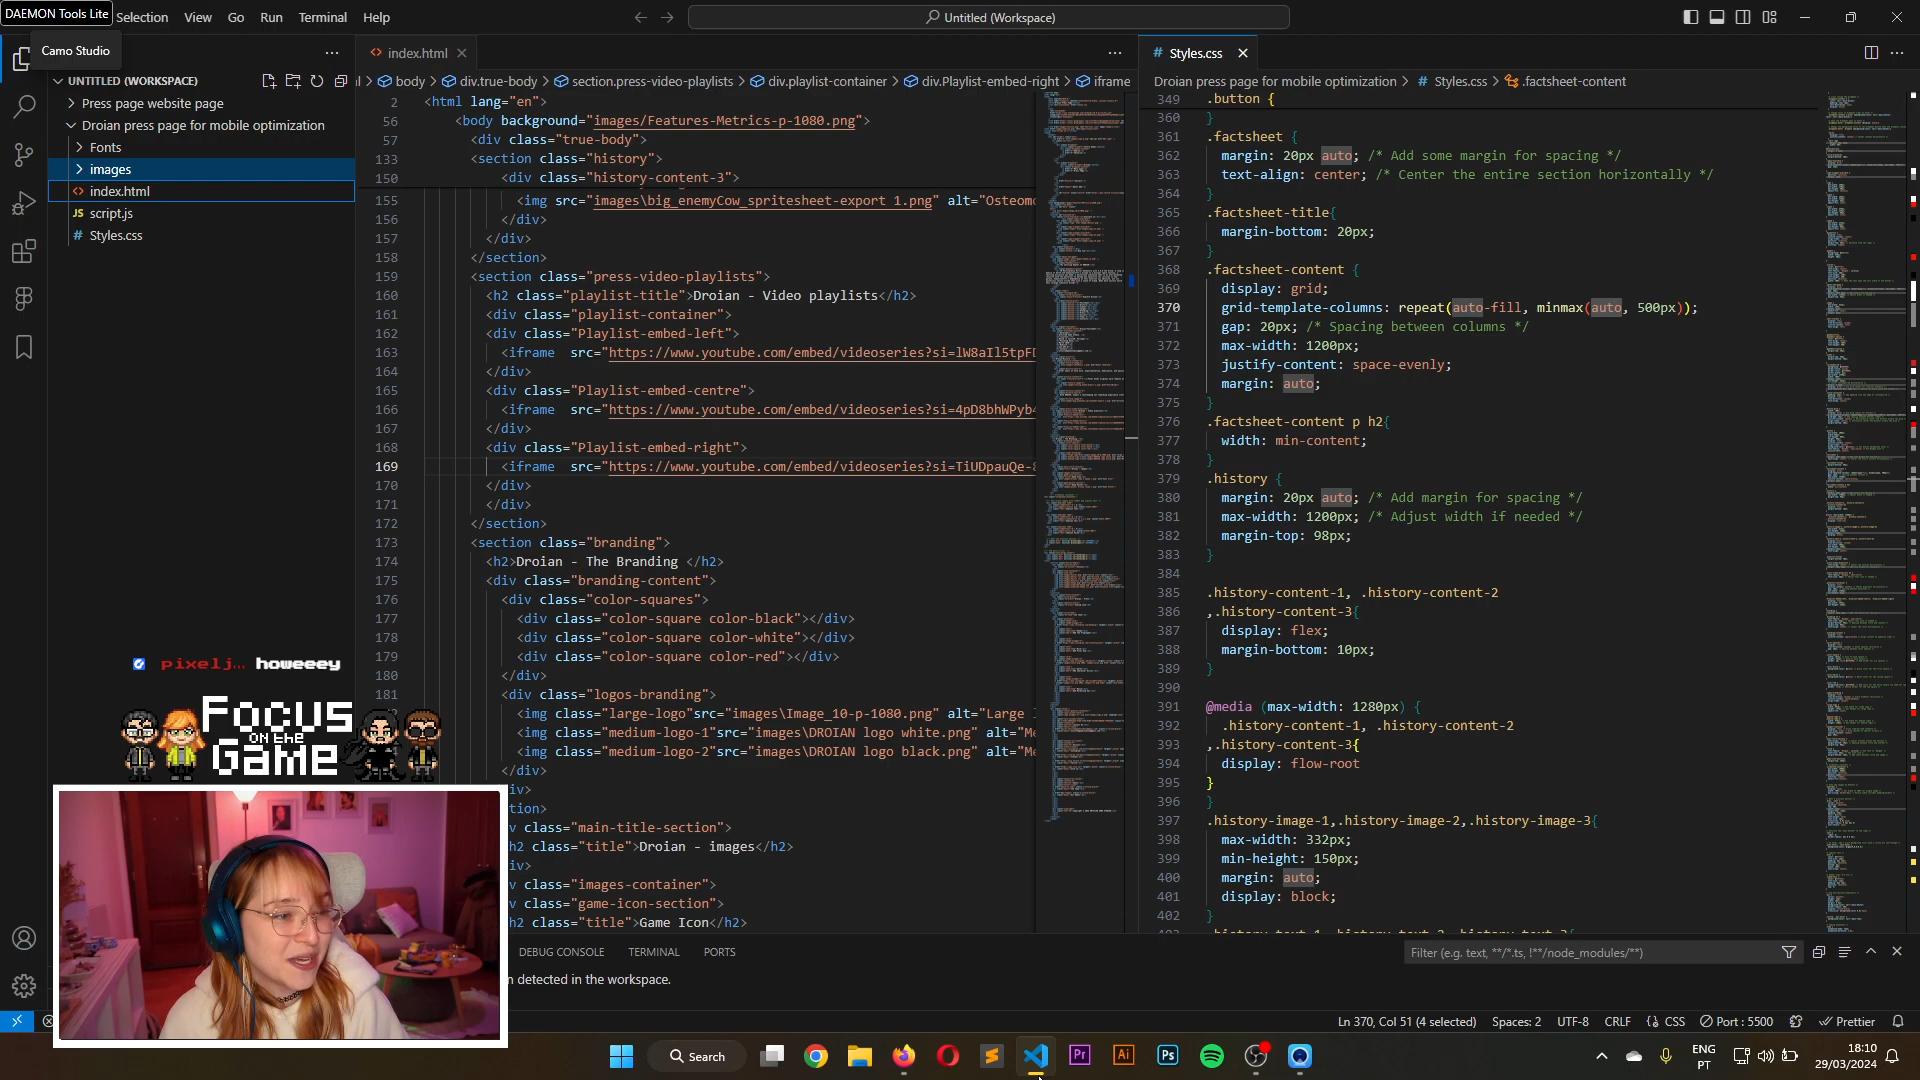 DAEMON Tools Lite
Selection View Go Run Terminal Help
Untitled (Workspace)
Camo Studio
index.html
Styles.css
UNTITLED (WORKSPACE)
Press page website page
Droian press page for mobile optimization
Fonts
images
index.html
JS script.js
# Styles.css
body > div.true-body > section.press-video-playlists > div.playlist-container > div.Playlist-embed-right > iframe
2 <html lang="en">
56 <body background="images/Features-Metrics-p-1080.png">
57 <div class="true-body">
133 <section class="history">
150 <div class="history-content-3">
155 <img src="images\big_enemyCow_spritesheet-export 1.png" alt="Osteomo
156 </div>
157 </div>
158 </section>
159 <section class="press-video-playlists">
160 <h2 class="playlist-title">Droian - Video playlists</h2>
161 <div class="playlist-container">
162 <div class="Playlist-embed-left">
163 <iframe src="https://www.youtube.com/embed/videoseries?si=lW8aIl5tpFD
164 </div>
165 <div class="Playlist-embed-centre">
166 <iframe src="https://www.youtube.com/embed/videoseries?si=4pD8bhWPyb4
167 </div>
168 <div class="Playlist-embed-right">
169 <iframe src="https://www.youtube.com/embed/videoseries?si=TiUDpauQe-8
170 </div>
171 </div>
172 </section>
173 <section class="branding">
174 <h2>Droian - The Branding </h2>
175 <div class="branding-content">
176 <div class="color-squares">
177 <div class="color-square color-black"></div>
178 <div class="color-square color-white"></div>
179 <div class="color-square color-red"></div>
180 </div>
181 <div class="logos-branding">
<img class="large-logo"src="images\Image_10-p-1080.png" alt="Large
<img class="medium-logo-1"src="images\DROIAN logo white.png" alt="Me
<img class="medium-logo-2"src="images\DROIAN logo black.png" alt="Me
</div>
iv>
tion>
v class="main-title-section">
h2 class="title">Droian - images</h2>
iv>
v class="images-container">
v class="game-icon-section">
h2 class="title">Game Icon</h2>
Droian press page for mobile optimization > # Styles.css > .factsheet-content
349 .button {
360 }
361 .factsheet {
362 margin: 20px auto; /* Add some margin for spacing */
363 text-align: center; /* Center the entire section horizontally */
364 }
365 .factsheet-title{
366 margin-bottom: 20px;
367 }
368 .factsheet-content {
369 display: grid;
370 grid-template-columns: repeat(auto-fill, minmax(auto, 500px));
371 gap: 20px; /* Spacing between columns */
372 max-width: 1200px;
373 justify-content: space-evenly;
374 margin: auto;
375 }
376 .factsheet-content p h2{
377 width: min-content;
378 }
379 .history {
380 margin: 20px auto; /* Add margin for spacing */
381 max-width: 1200px; /* Adjust width if needed */
382 margin-top: 98px;
383 }
384
385 .history-content-1, .history-content-2
386 ,.history-content-3{
387 display: flex;
388 margin-bottom: 10px;
389 }
390
391 @media (max-width: 1280px) {
392 .history-content-1, .history-content-2
393 ,.history-content-3{
394 display: flow-root
395 }
396 }
397 .history-image-1,.history-image-2,.history-image-3{
398 max-width: 332px;
399 min-height: 150px;
400 margin: auto;
401 display: block;
402 }
pixelj... howeeey
Focus
on the
Game
DEBUG CONSOLE TERMINAL PORTS
Filter (e.g. text, **/*.ts, !**/node_modules/**)
n detected in the workspace.
Ln 370, Col 51 (4 selected) Spaces: 2 UTF-8 CRLF {} CSS Port : 5500 Prettier
Search
Pr
Ai
Ps
ENG
PT
18:10
29/03/2024